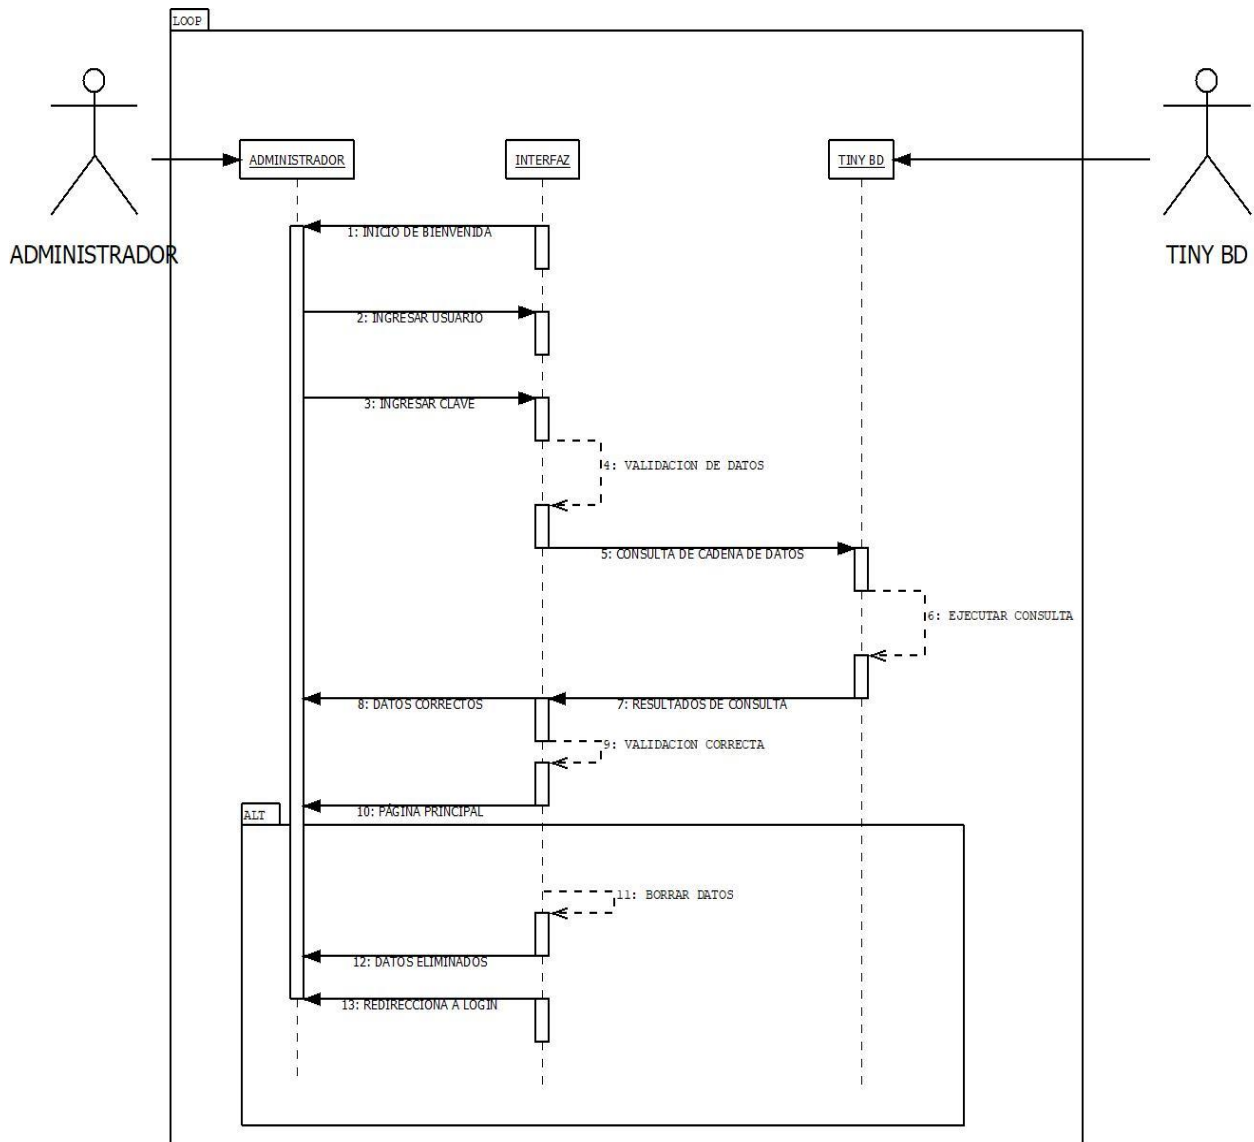 LOOP
ADMINISTRADOR
INTERFAZ
TINY BD
ADMINISTRADOR
TINY BD
1: INICIO DE BIENVENIDA
2: INGRESAR USUARIO
3: INGRESAR CLAVE
4: VALIDACION DE DATOS
5: CONSULTA DE CADENA DE DATOS
6: EJECUTAR CONSULTA
8: DATOS CORRECTOS
7: RESULTADOS DE CONSULTA
9: VALIDACION CORRECTA
10: PÁGINA PRINCIPAL
ALT
11: BORRAR DATOS
12: DATOS ELIMINADOS
13: REDIRECCIONA A LOGIN